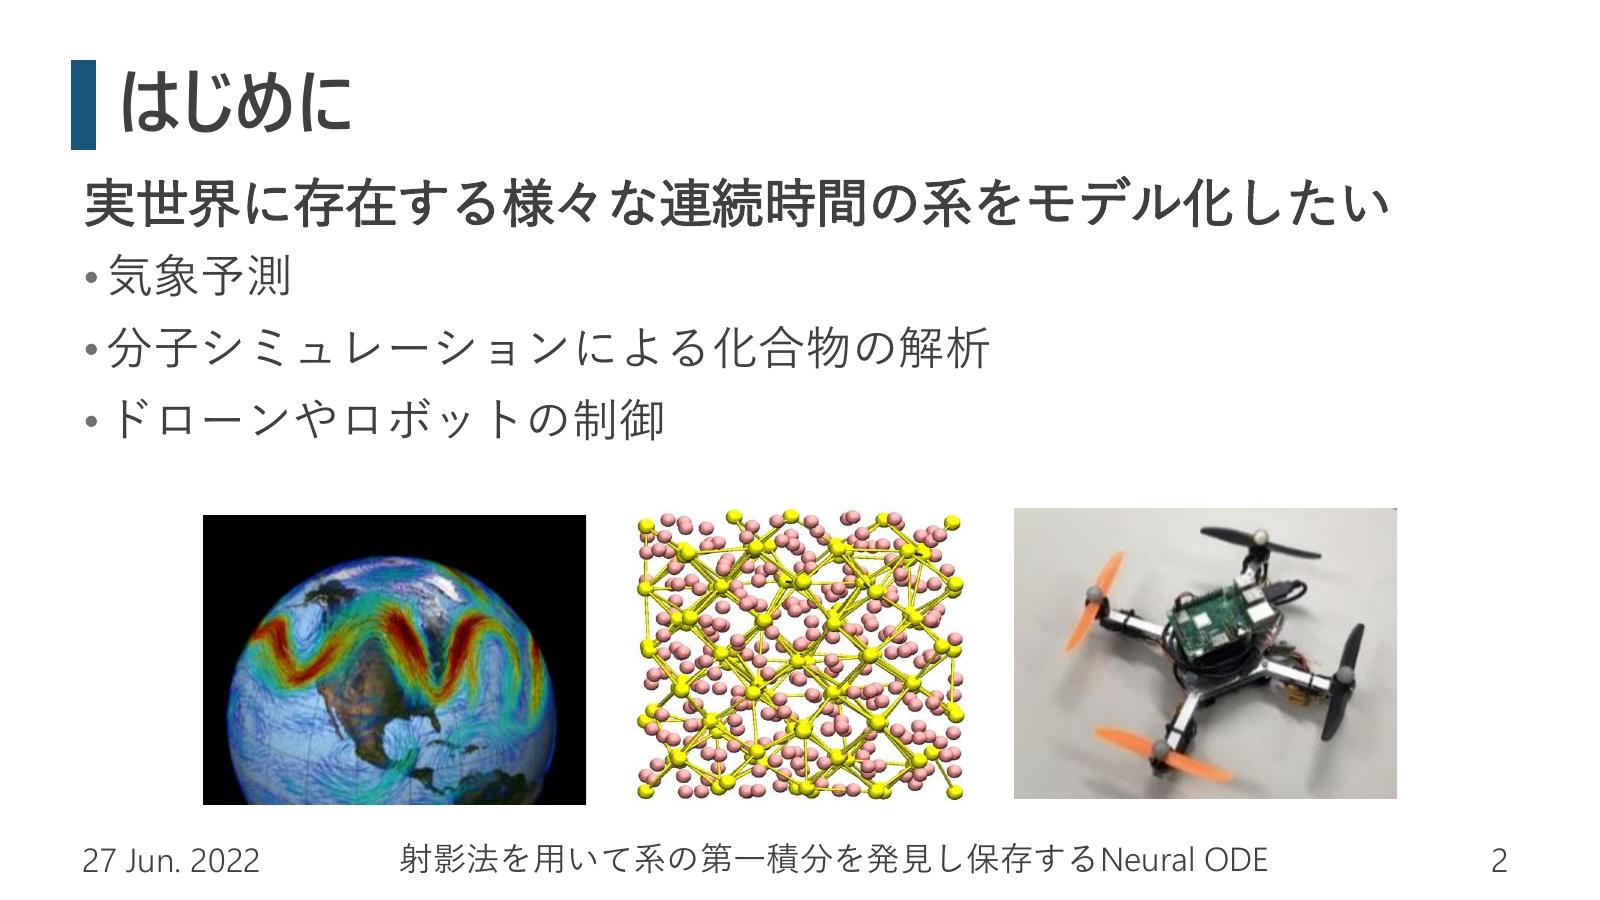 はじめに
実世界に存在する様々な連続時間の系をモデル化したい
•気象予測
•分子シミュレーションによる化合物の解析
•ドローンやロボットの制御
27 Jun. 2022
射影法を用いて系の第一積分を発見し保存するNeural ODE
2